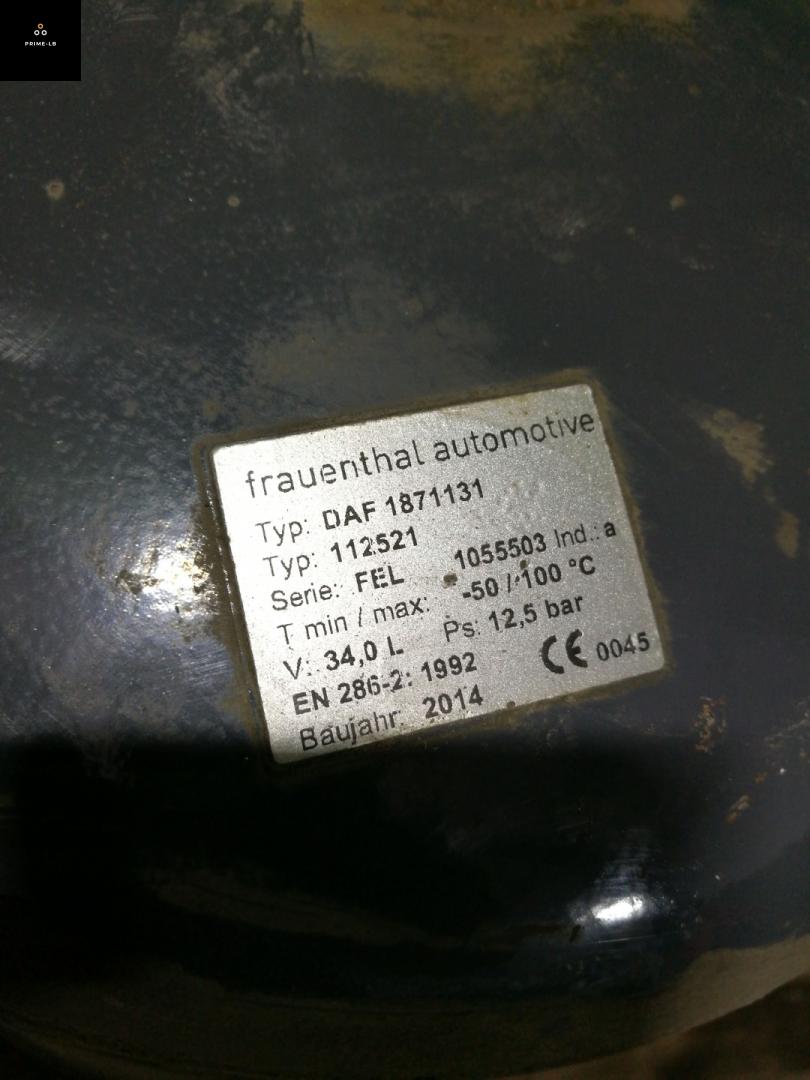 PRIME-LB
frauenthal automotive
Typ: DAF 1871131
Typ: 112521
Serie: FEL 1055503 Ind.: a
T min / max: -50 / 100 °C
V: 34,0 L Ps: 12,5 bar
EN 286-2: 1992 CE 0045
Baujahr: 2014